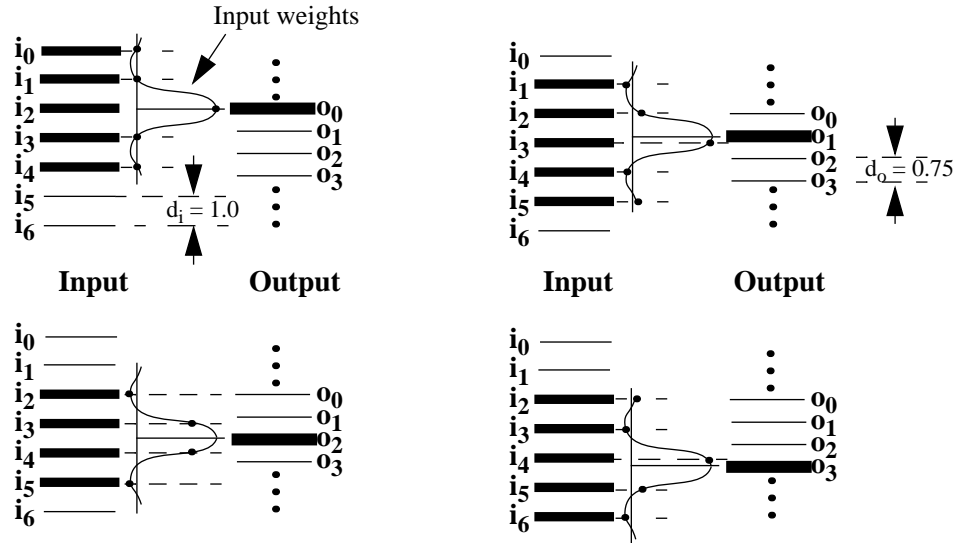 Input weights
i0
i1
i2
i3
i4
i5
i6
o0
o1
o2
o3
di = 1.0
Input
Output
i0
i1
i2
i3
i4
i5
i6
o0
o1
o2
o3
do = 0.75
Input
Output
i0
i1
i2
i3
i4
i5
i6
o0
o1
o2
o3
i0
i1
i2
i3
i4
i5
i6
o0
o1
o2
o3